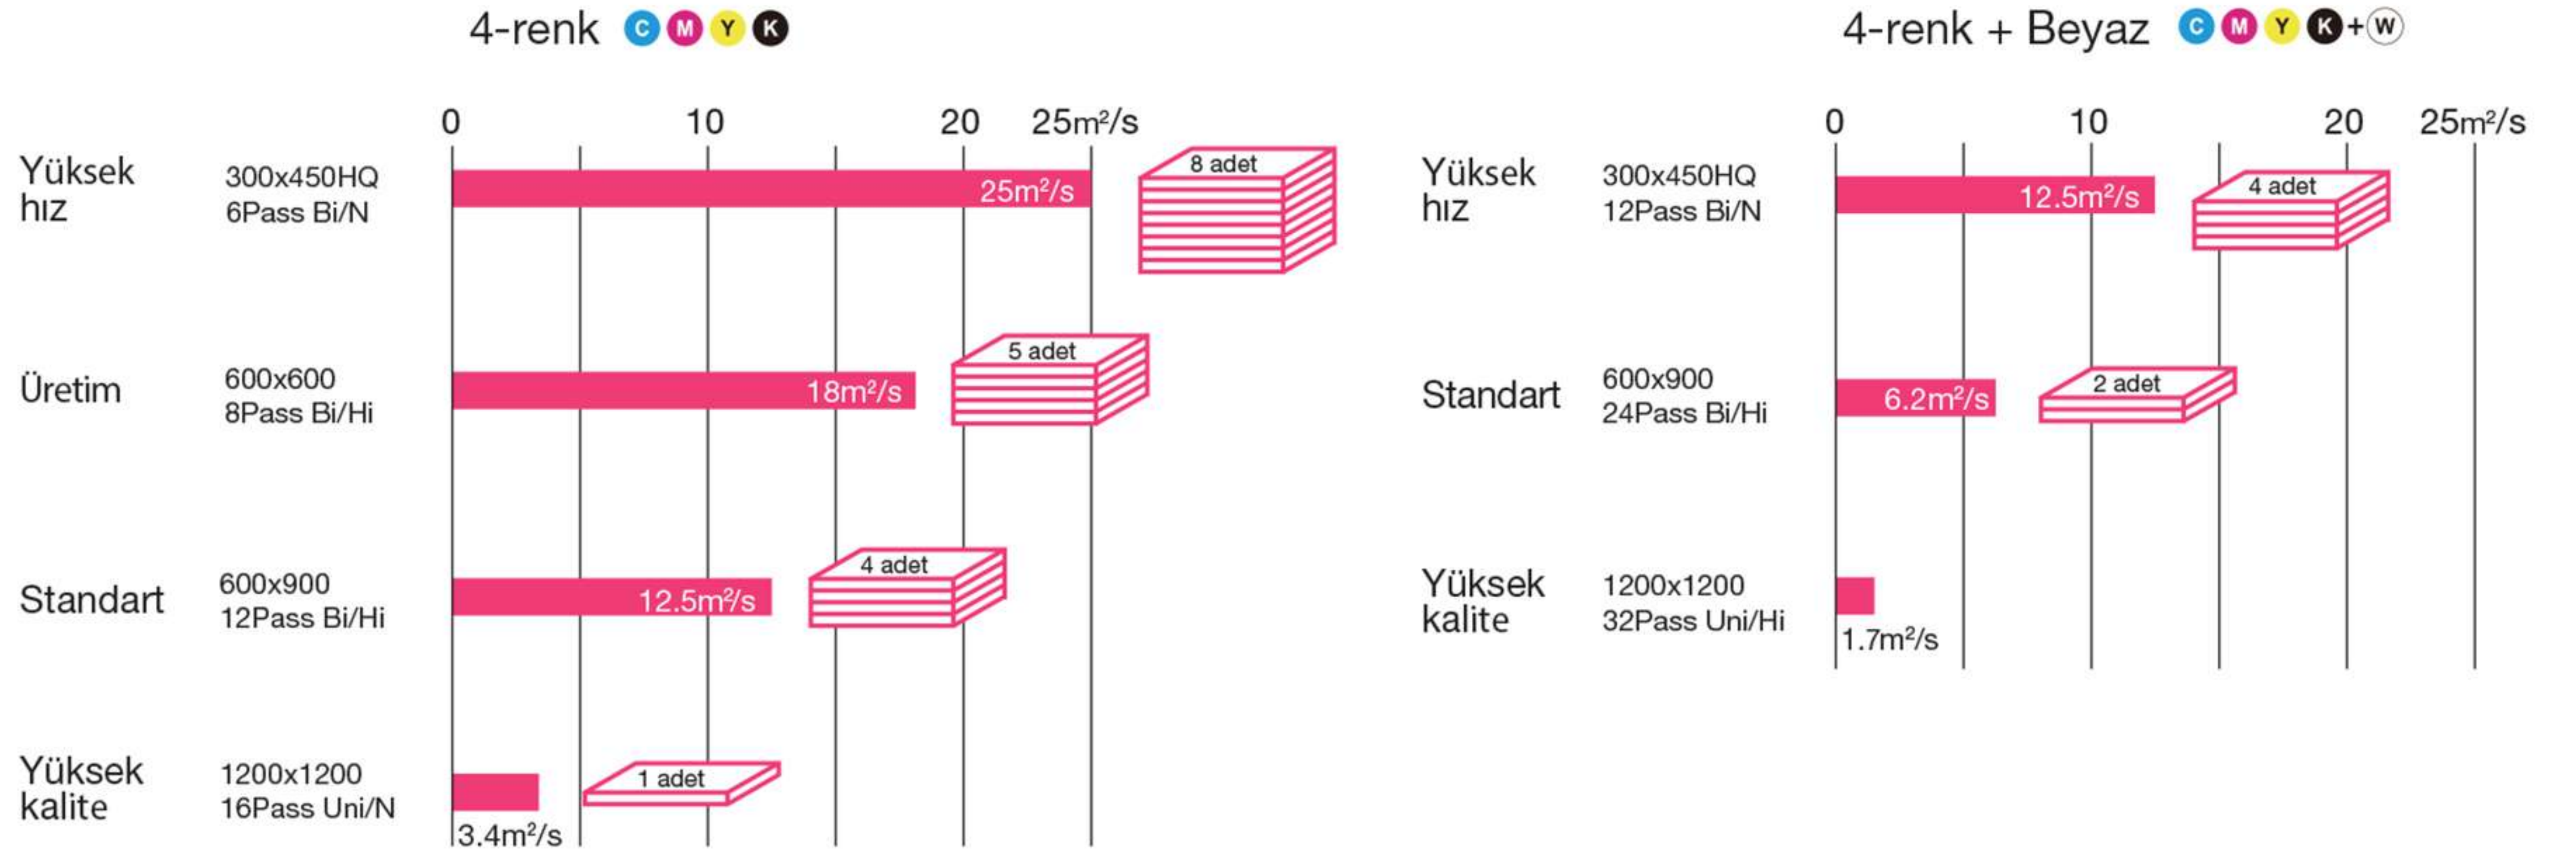 4-renk C M Y K
0 10 20 25m²/s
Yüksek hız
300x450HQ
6Pass Bi/N
25m²/s
8 adet
Üretim
600x600
8Pass Bi/Hi
18m²/s
5 adet
Standart
600x900
12Pass Bi/Hi
12.5m²/s
4 adet
Yüksek
kalite
1200x1200
16Pass Uni/N
3.4m²/s
1 adet
4-renk + Beyaz C M Y K + W
0 10 20 25m²/s
Yüksek
hız
300x450HQ
12Pass Bi/N
12.5m²/s
4 adet
Standart
600x900
24Pass Bi/Hi
6.2m²/s
2 adet
Yüksek
kalite
1200x1200
32Pass Uni/Hi
1.7m²/s